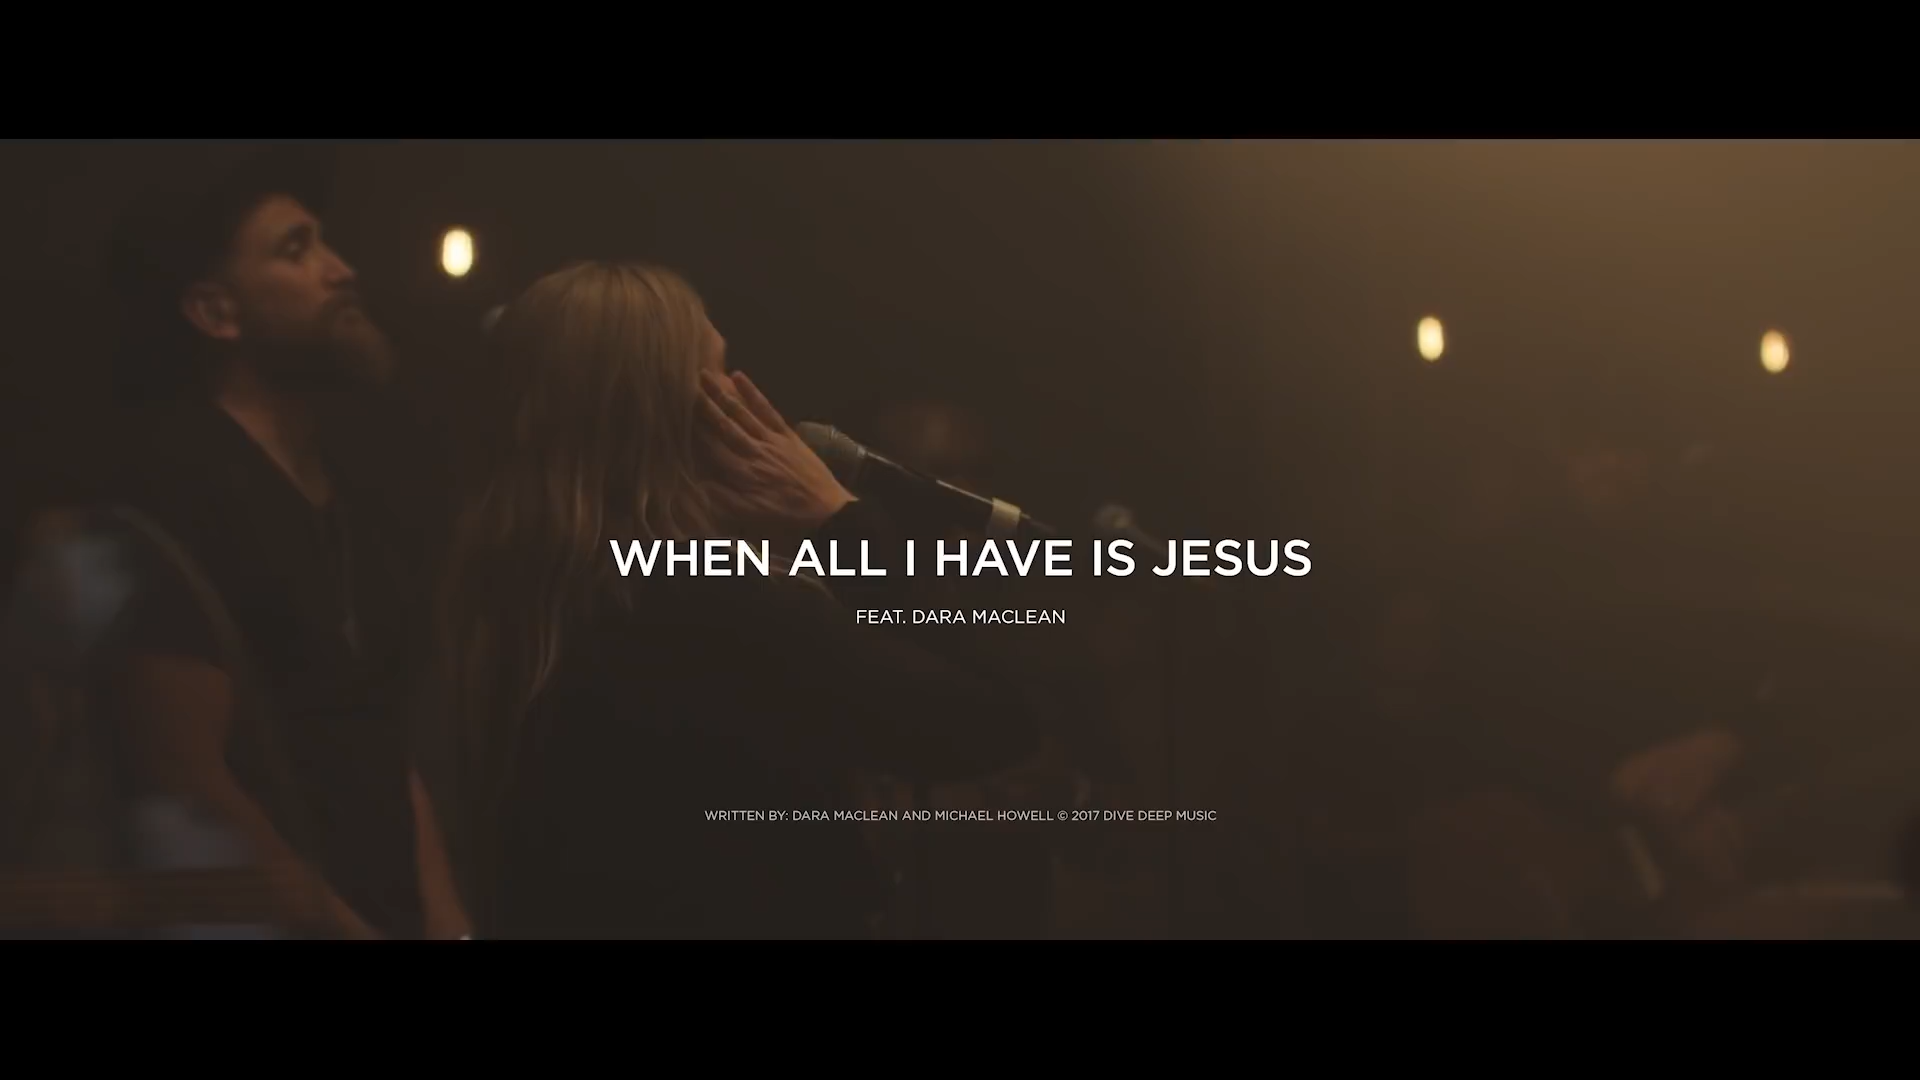 WHEN ALL I HAVE IS JESUS
FEAT. DARA MACLEAN
WRITTEN BY: DARA MACLEAN AND MICHAEL HOWELL © 2017 DIVE DEEP MUSIC